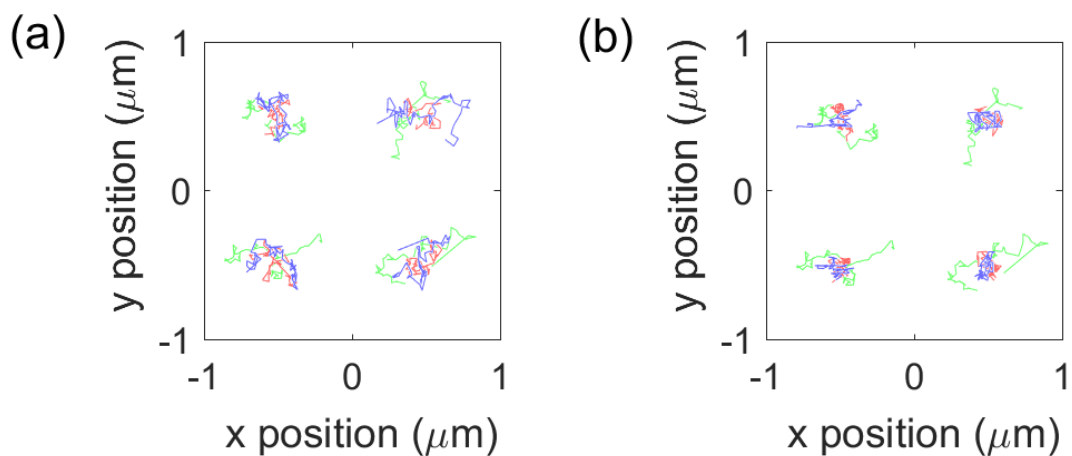 (a)
y position (μm)
1
0
-1
-1 0 1
x position (μm)
(b)
y position (μm)
1
0
-1
-1 0 1
x position (μm)